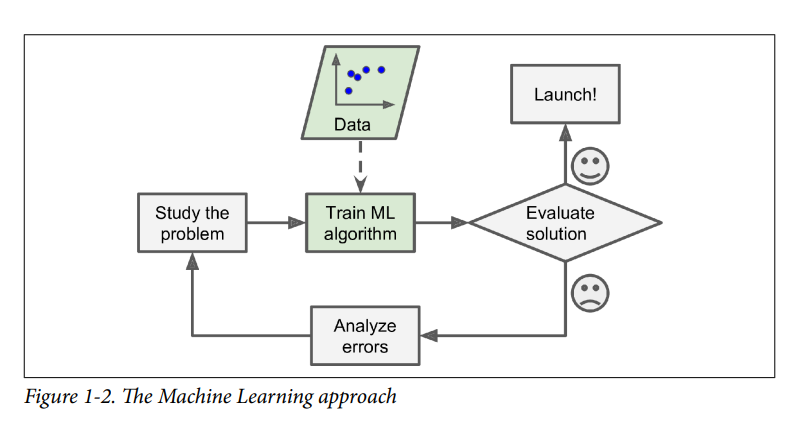 Data
Launch!
Study the
problem
Train ML
algorithm
Evaluate
solution
Analyze
errors
Figure 1-2. The Machine Learning approach